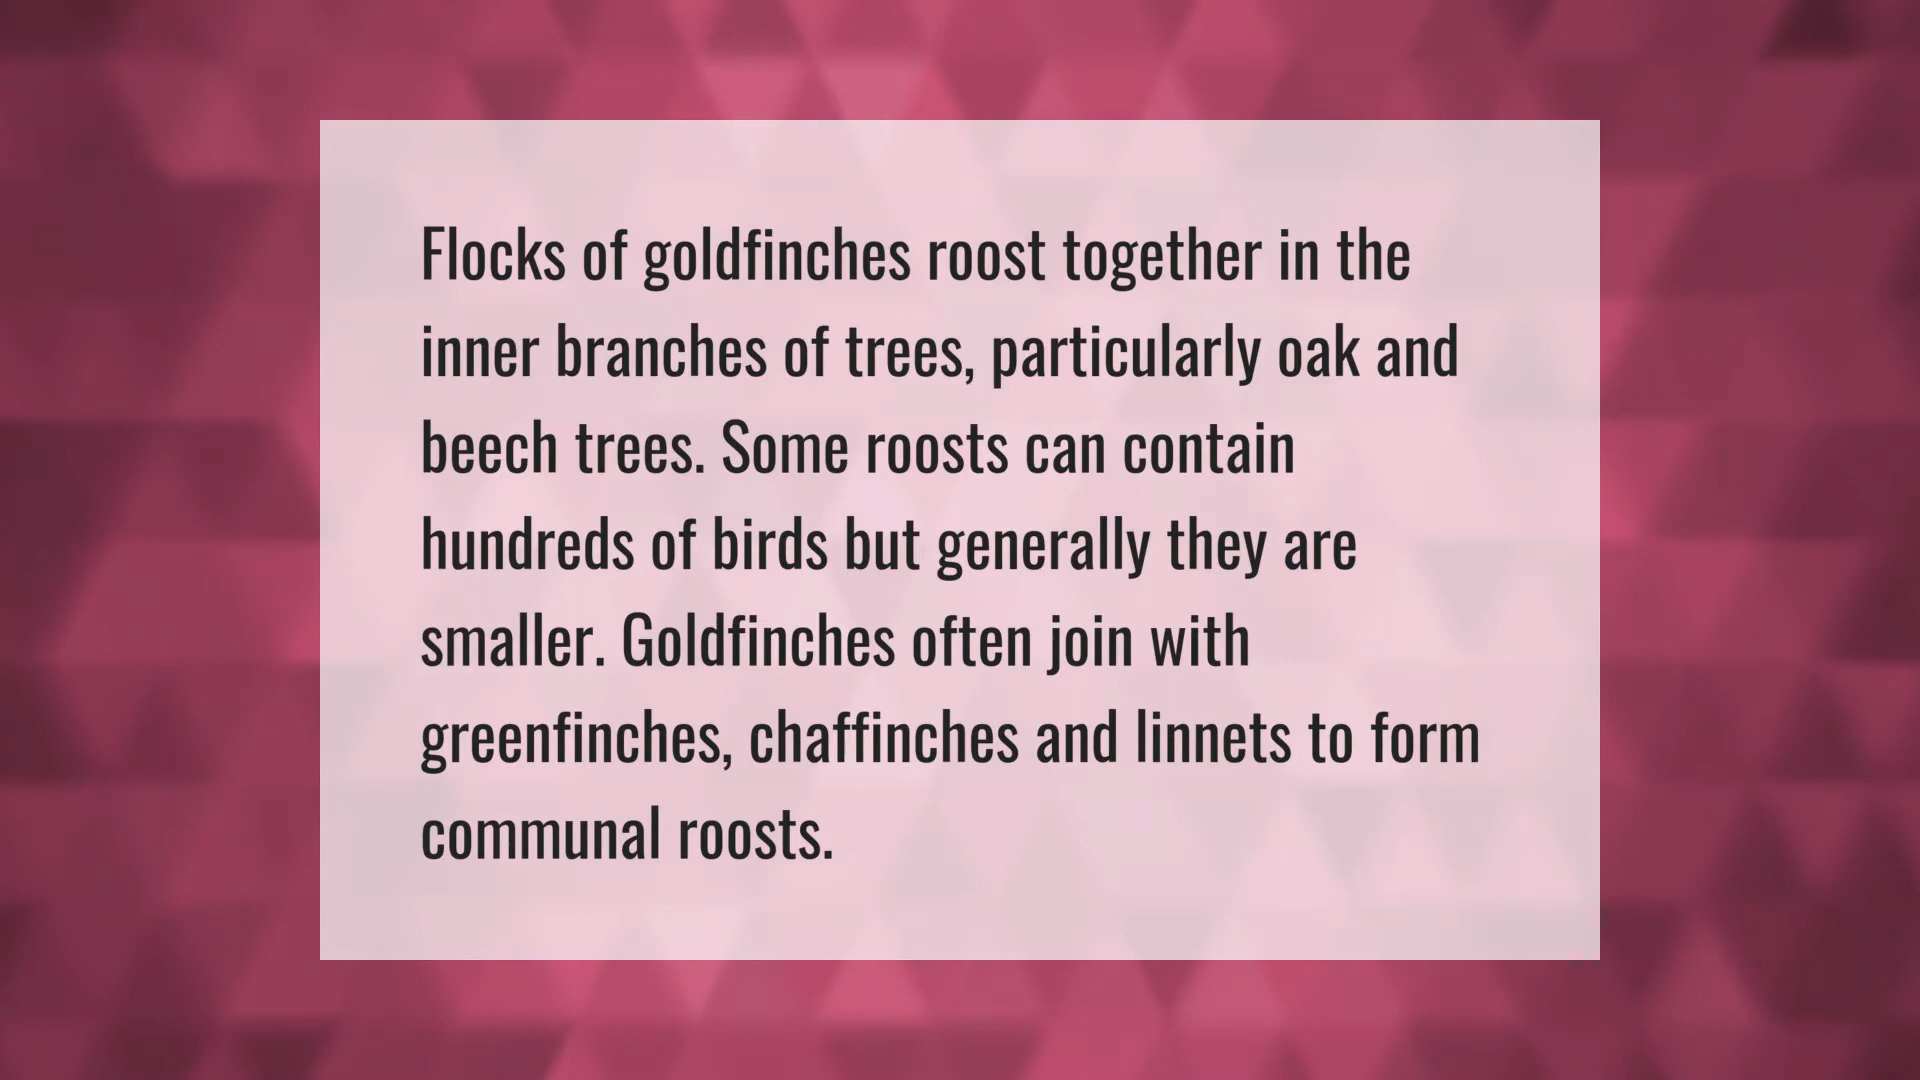 Flocks of goldfinches roost together in the
inner branches of trees, particularly oak and
beech trees. Some roosts can contain
hundreds of birds but generally they are
smaller. Goldfinches often join with
greenfinches, chaffinches and linnets to form
communal roosts.